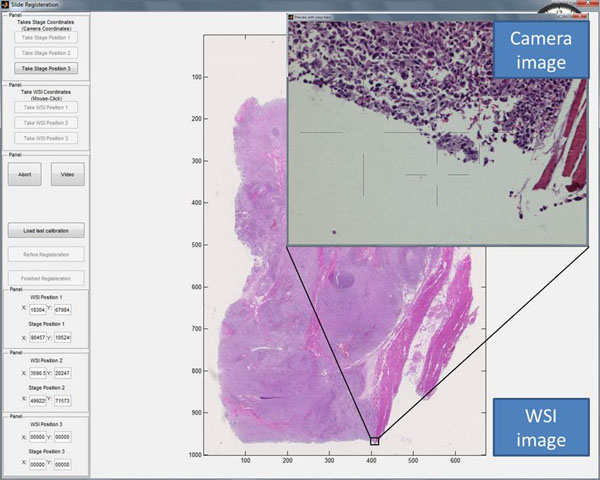 Slide Registeration
Panel
Takes Stage Coordinates
(Camera Coordinates)
Take Stage Position 1
Take Stage Position 2
Take Stage Position 3
Panel
Take WSI Coordinates
(Mouse-Click)
Take WSI Position 1
Take WSI Position 2
Take WSI Position 3
Panel
Abort
Video
Load last calibration
Refine Registeration
Finished Registeration
Panel
WSI Position 1
X: 18304. Y: 67984
Stage Position 1
X: 90457 Y: 10524
Panel
WSI Position 2
X: 3590.5 Y: 20247
Stage Position 2
X: 49922 Y: 71573
Panel
WSI Position 3
X: 00000 Y: 00000
Stage Position 3
X: 00000 Y: 00000
Preview with cross hairs
Camera
image
100
200
300
400
500
600
700
800
900
1000
100 200 300 400 500 600
WSI
image